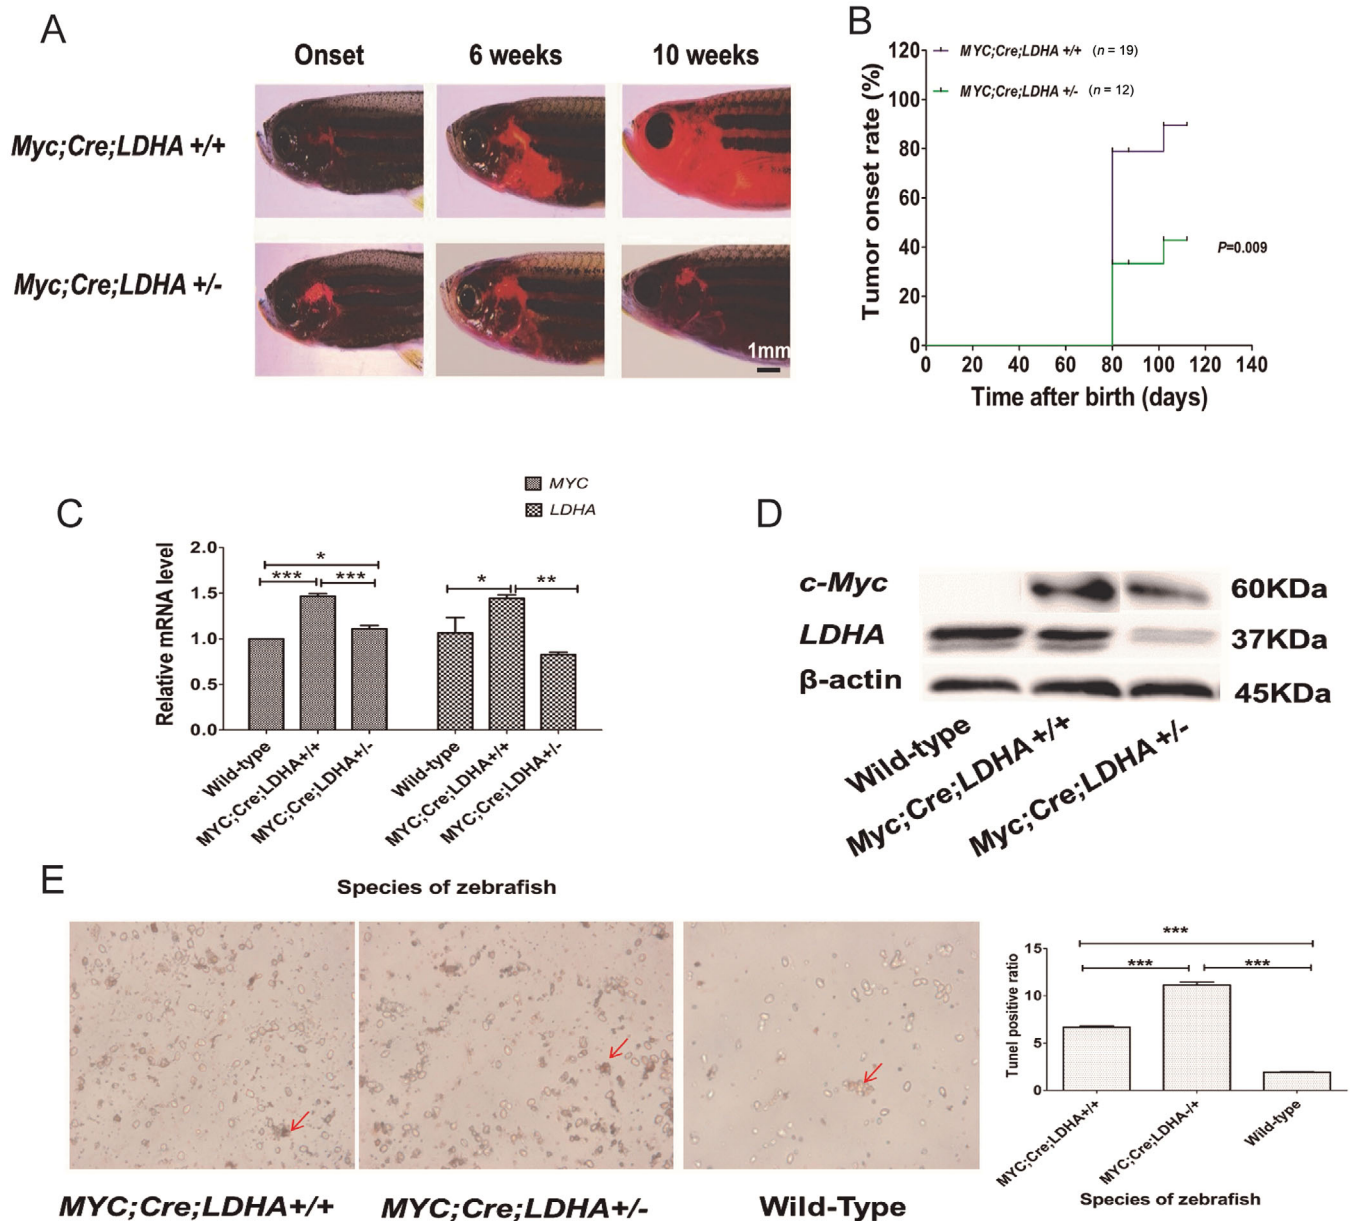 A
Onset
6 weeks
10 weeks
Myc;Cre;LDHA +/+
Myc;Cre;LDHA +/-
1mm
B
MYC;Cre;LDHA +/+ (n = 19)
MYC;Cre;LDHA +/- (n = 12)
Tumor onset rate (%)
120
100
80
60
40
20
0
P=0.009
0 20 40 60 80 100 120 140
Time after birth (days)
C
MYC
LDHA
Relative mRNA level
2.0
1.5
1.0
0.5
0.0
*
*** ***
* **
Wild-type
MYC;Cre;LDHA+/+
MYC;Cre;LDHA+/-
Wild-type
MYC;Cre;LDHA+/+
MYC;Cre;LDHA+/-
Species of zebrafish
D
c-Myc 60KDa
LDHA 37KDa
β-actin 45KDa
Wild-type
Myc;Cre;LDHA +/+
Myc;Cre;LDHA +/-
E
MYC;Cre;LDHA+/+
MYC;Cre;LDHA+/-
Wild-Type
Tunel positive ratio
15
10
5
0
***
*** ***
MYC;Cre;LDHA+/+
MYC;Cre;LDHA-/+
Wild-type
Species of zebrafish